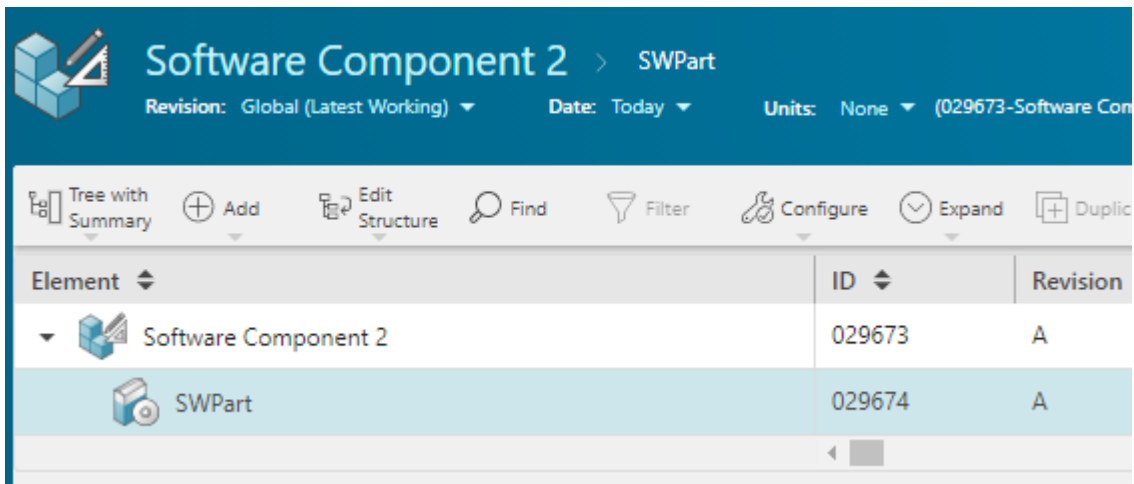 Software Component 2 > SWPart
Revision: Global (Latest Working) Date: Today Units: None (029673-Software Com
Tree with Summary Add Edit Structure Find Filter Configure Expand Duplic
Element ID Revision
Software Component 2 029673 A
SWPart 029674 A